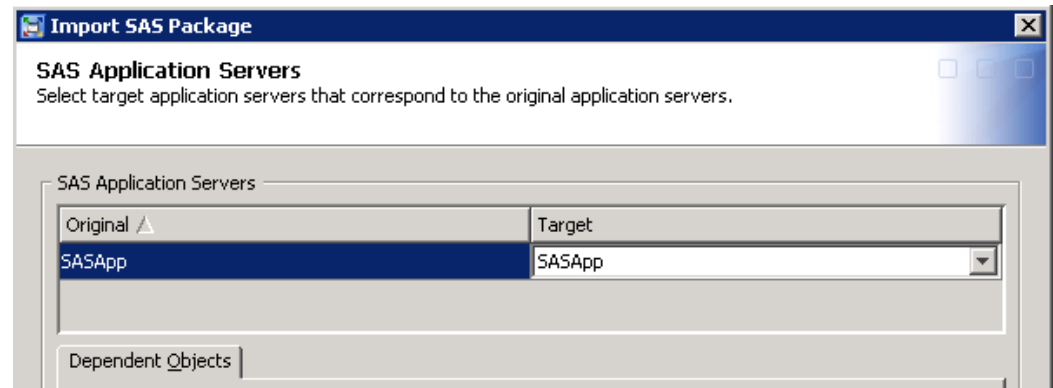 Import SAS Package
SAS Application Servers
Select target application servers that correspond to the original application servers.
SAS Application Servers
Original Target
SASApp SASApp
Dependent Objects